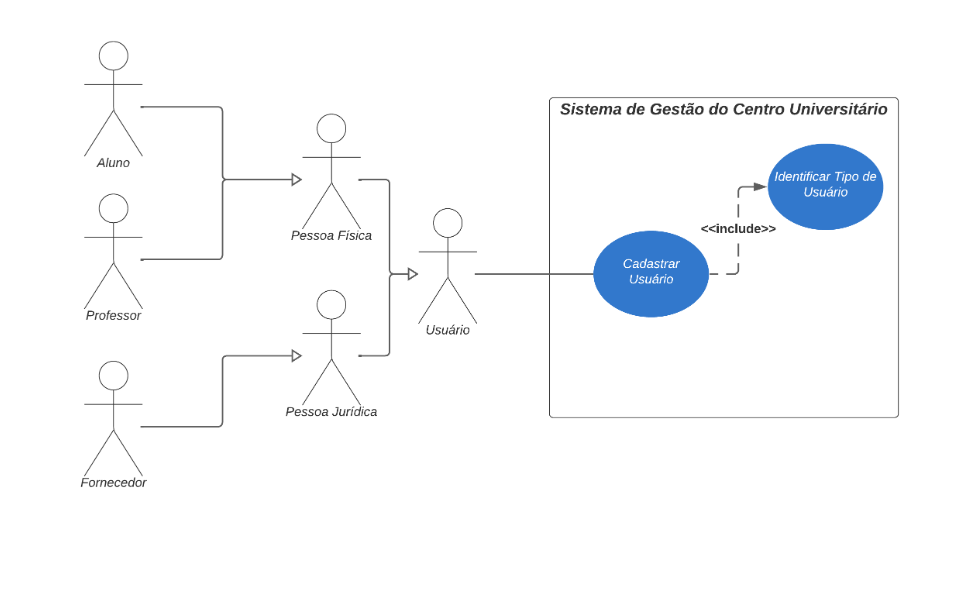 Sistema de Gestão do Centro Universitário
Aluno
Identificar Tipo de
Usuário
Pessoa Física
<<include>>
Cadastrar
Usuário
Professor
Usuário
Pessoa Jurídica
Fornecedor